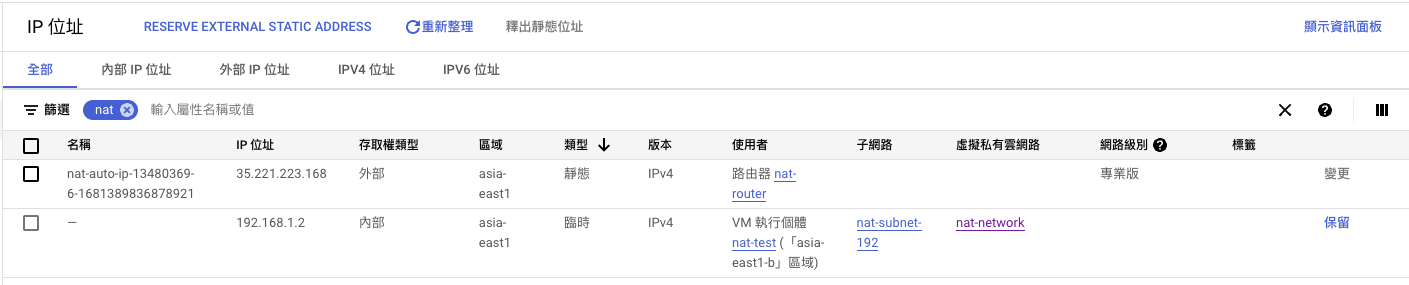 IP 位址 RESERVE EXTERNAL STATIC ADDRESS 重新整理 釋出靜態位址 顯示資訊面板
全部 內部 IP 位址 外部 IP 位址 IPV4 位址 IPV6 位址
篩選 nat 輸入屬性名稱或值
名稱 IP 位址 存取權類型 區域 類型 版本 使用者 子網路 虛擬私有雲網路 網路級別 標籤
nat-auto-ip-13480369- 35.221.223.168 外部 asia- 靜態 IPv4 路由器 nat- 專業版 變更
6-1681389836878921 east1 router
— 192.168.1.2 內部 asia- 臨時 IPv4 VM 執行個體 nat-subnet- nat-network 保留
east1 nat-test (「asia- 192
east1-b」區域)